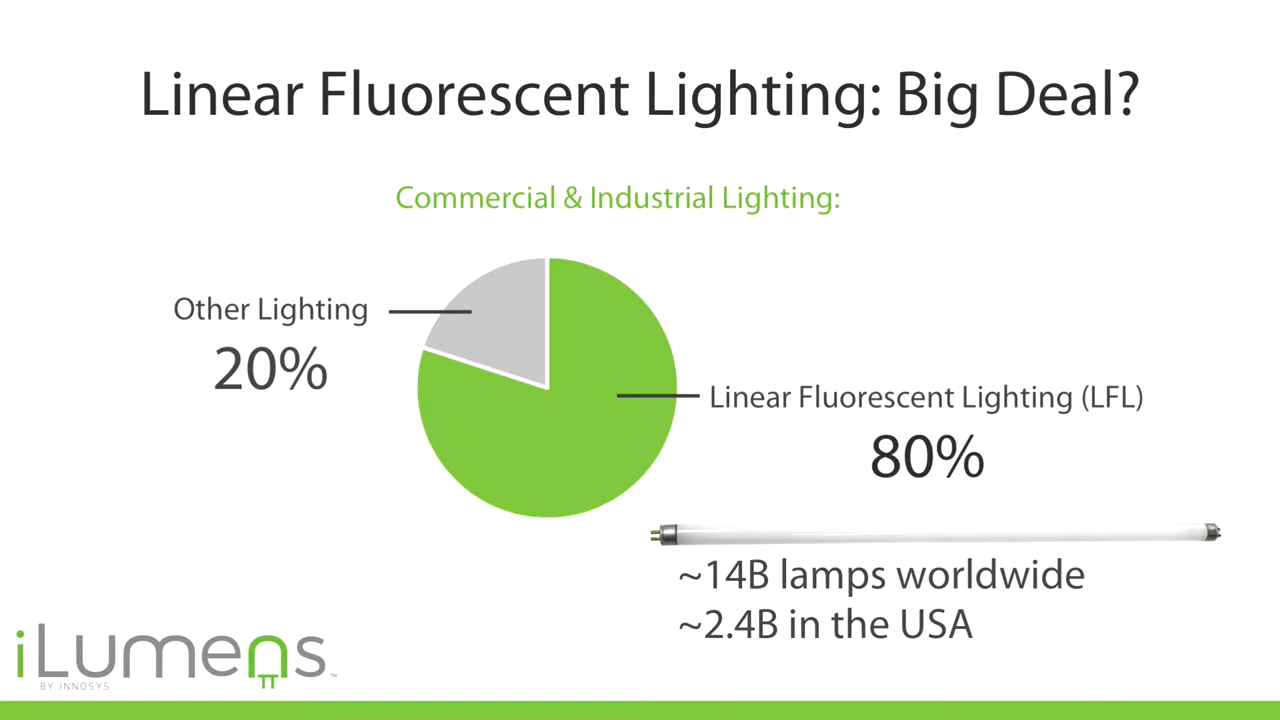 Linear Fluorescent Lighting: Big Deal?
Commercial & Industrial Lighting:
Other Lighting
20%
Linear Fluorescent Lighting (LFL)
80%
~14B lamps worldwide
~2.4B in the USA
iLumens™
BY INNOSYS